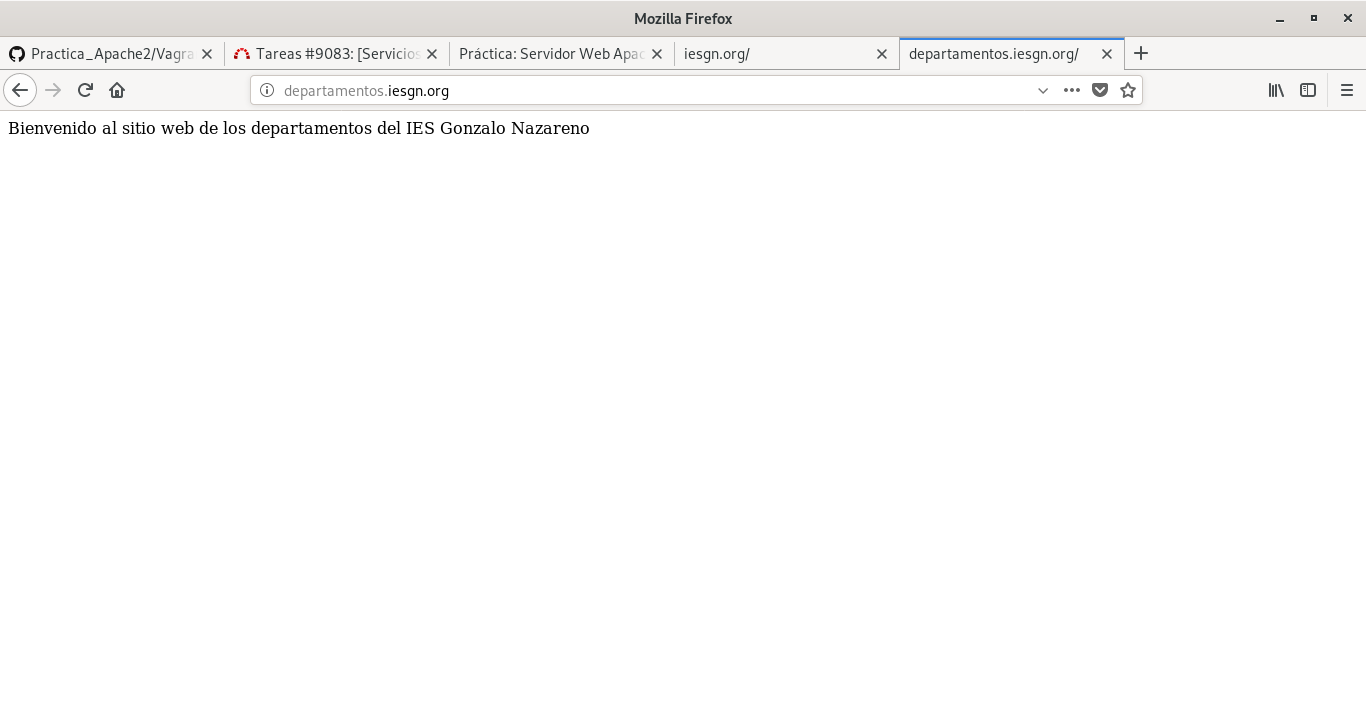 Mozilla Firefox
Practica_Apache2/Vagra
Tareas #9083: [Servicios
Práctica: Servidor Web Apac
iesgn.org/
departamentos.iesgn.org/
departamentos.iesgn.org
Bienvenido al sitio web de los departamentos del IES Gonzalo Nazareno